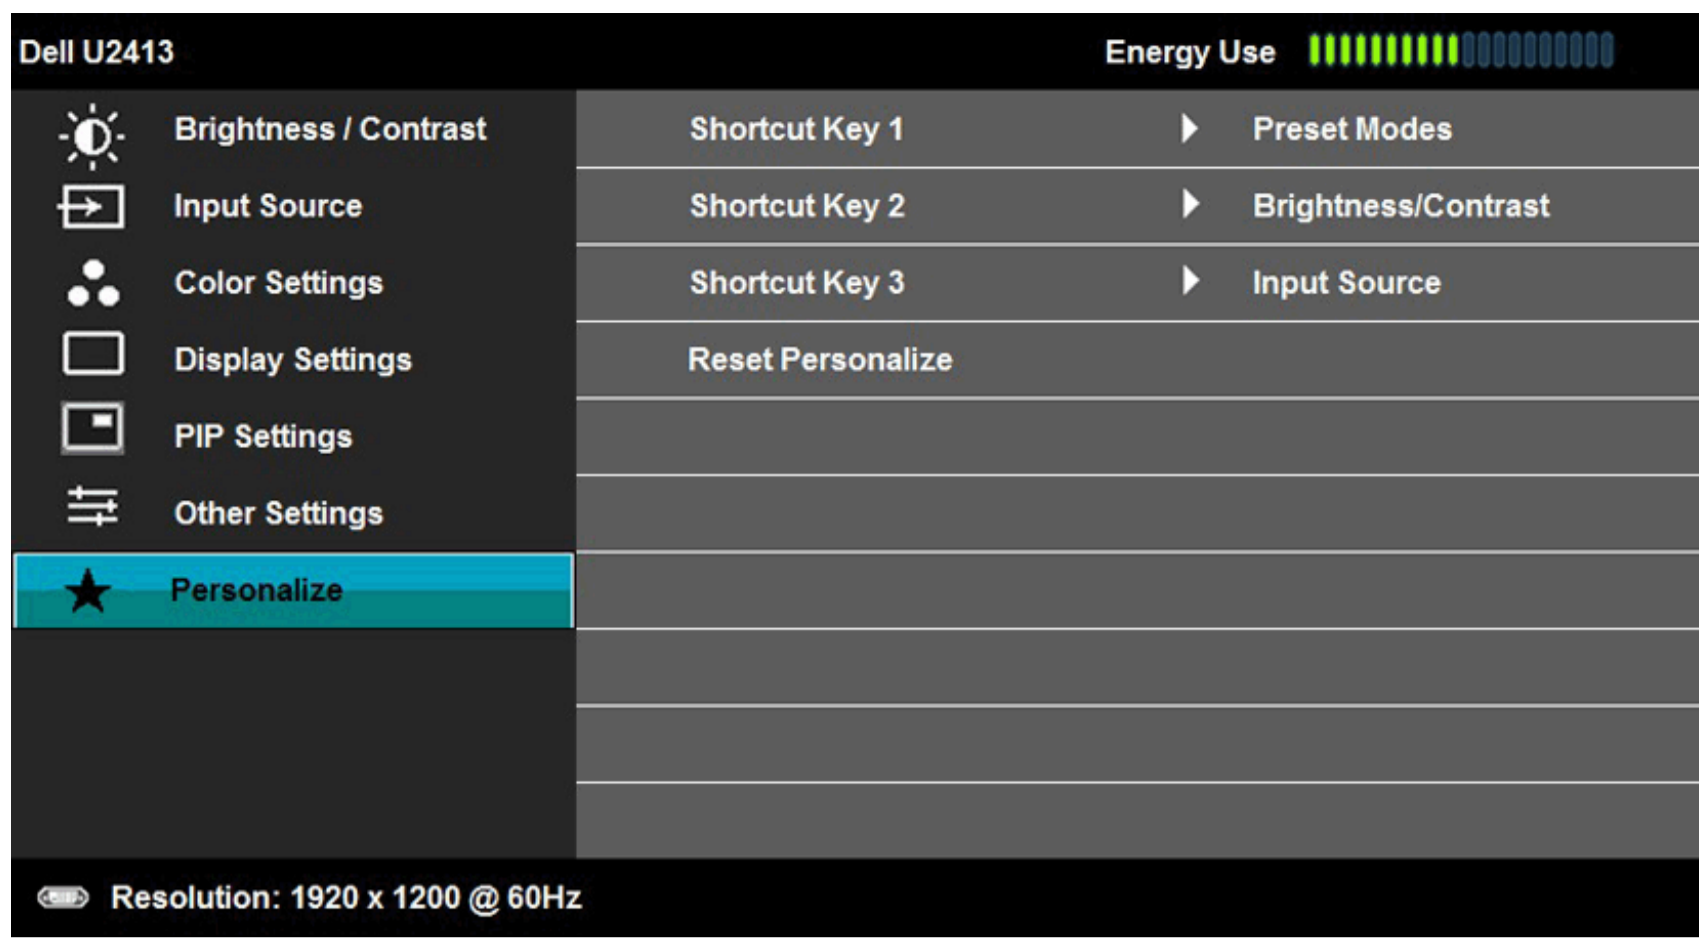 Dell U2413
Energy Use
Brightness / Contrast
Input Source
Color Settings
Display Settings
PIP Settings
Other Settings
Personalize
Shortcut Key 1 Preset Modes
Shortcut Key 2 Brightness/Contrast
Shortcut Key 3 Input Source
Reset Personalize
Resolution: 1920 x 1200 @ 60Hz